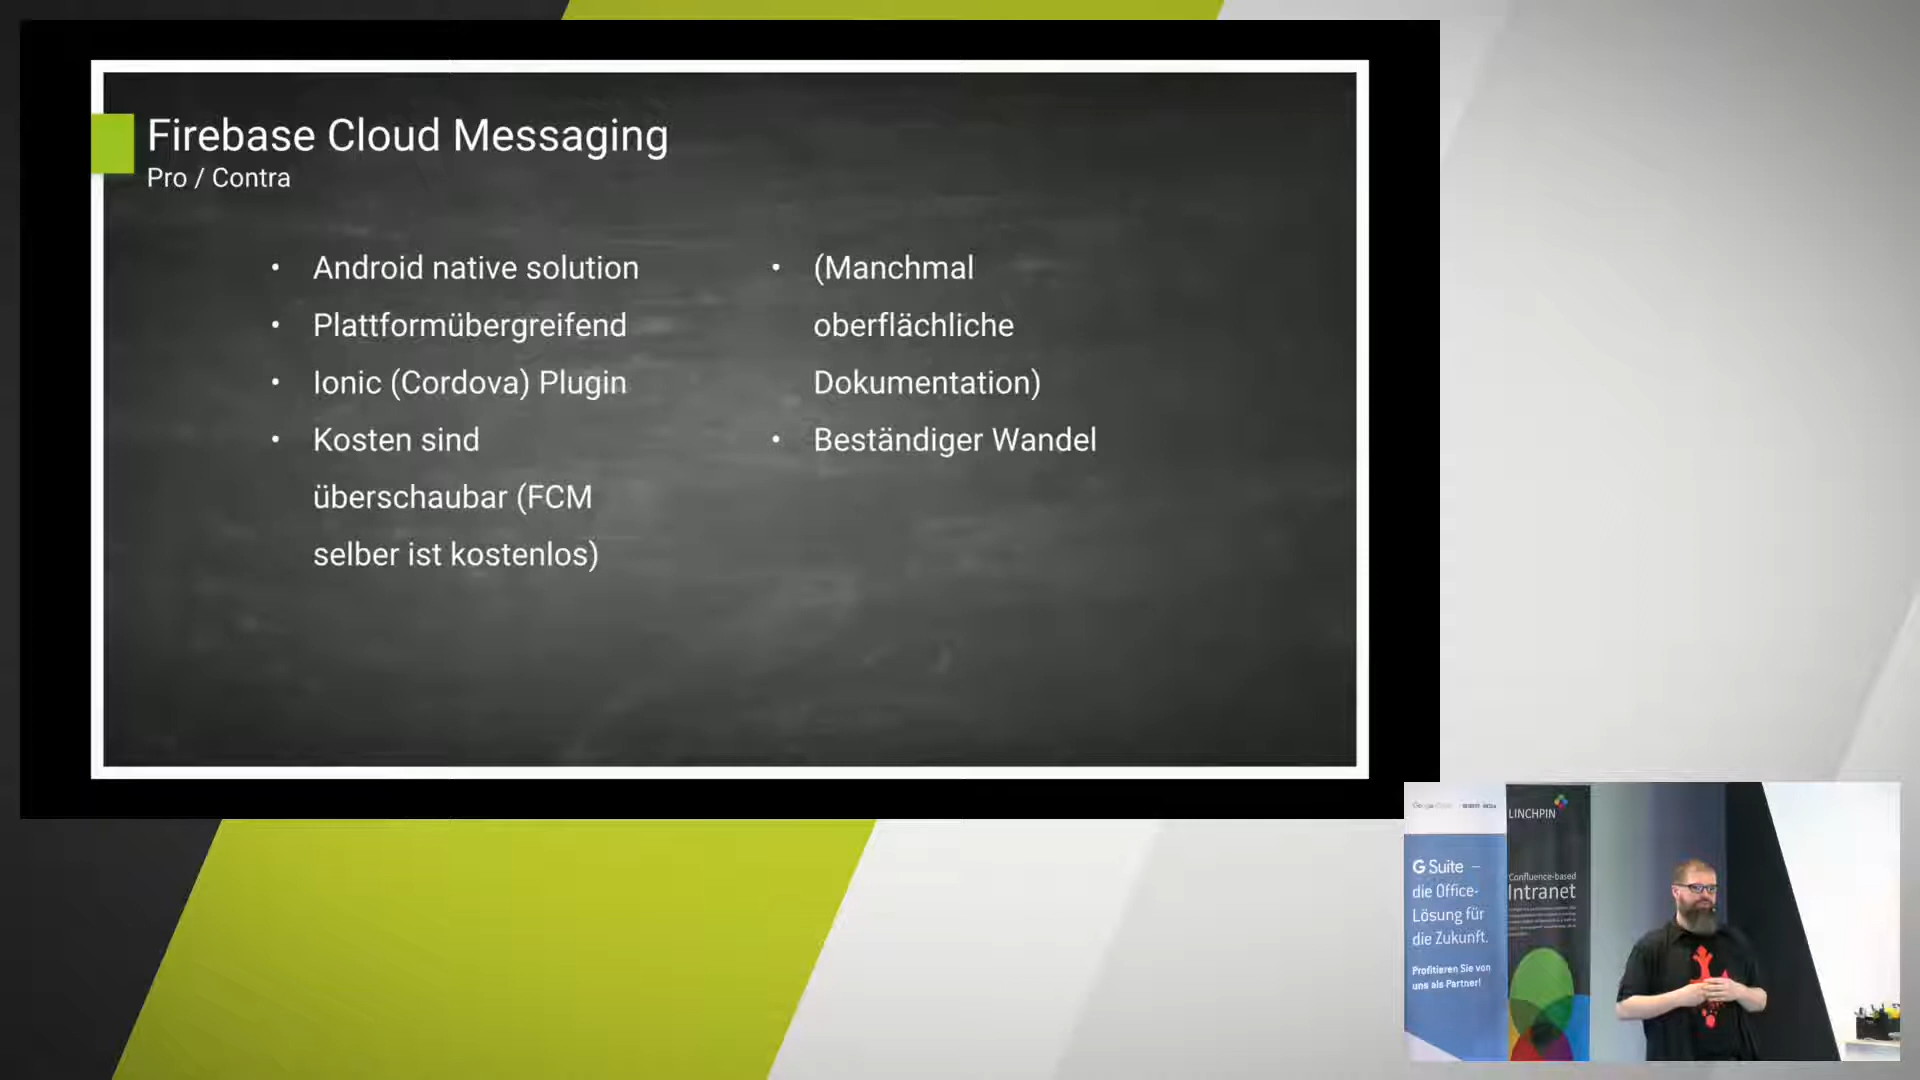 Firebase Cloud Messaging
Pro / Contra
• Android native solution
• Plattformübergreifend
• Ionic (Cordova) Plugin
• Kosten sind
überschaubar (FCM
selber ist kostenlos)
• (Manchmal
oberflächliche
Dokumentation)
• Beständiger Wandel
G Suite –
die Office-
Lösung für
die Zukunft.
Profitieren Sie von
uns als Partner!
LINCHPIN
Confluence-based
Intranet